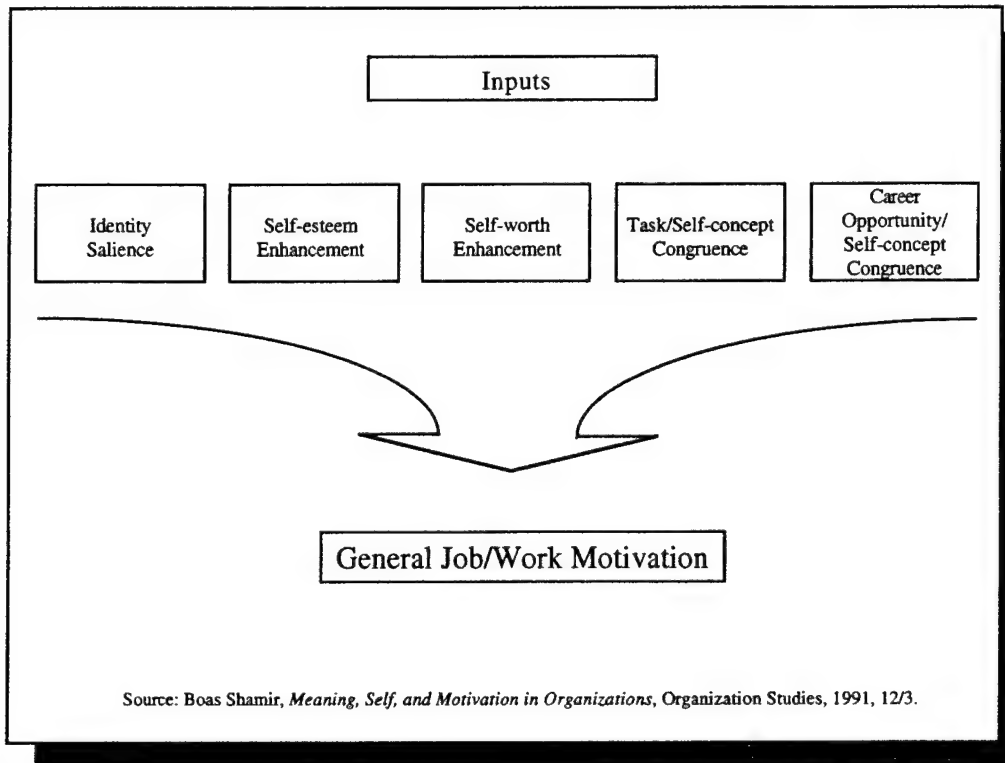 Inputs
Identity
Salience
Self-esteem
Enhancement
Self-worth
Enhancement
Task/Self-concept
Congruence
Career
Opportunity/
Self-concept
Congruence
General Job/Work Motivation
Source: Boas Shamir, Meaning, Self, and Motivation in Organizations, Organization Studies, 1991, 12/3.